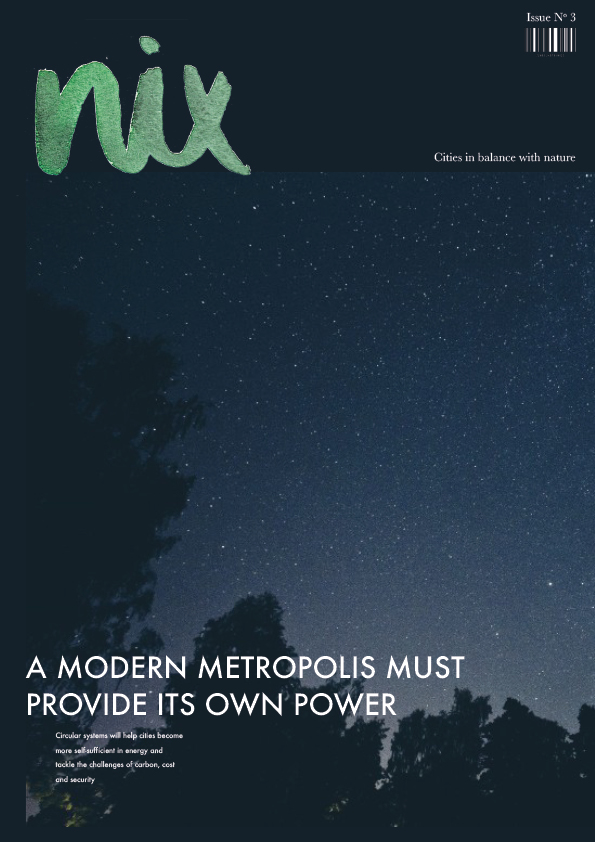 Issue Nº 3
nix
Cities in balance with nature
A MODERN METROPOLIS MUST
PROVIDE ITS OWN POWER
Circular systems will help cities become
more self-sufficient in energy and
tackle the challenges of carbon, cost
and security